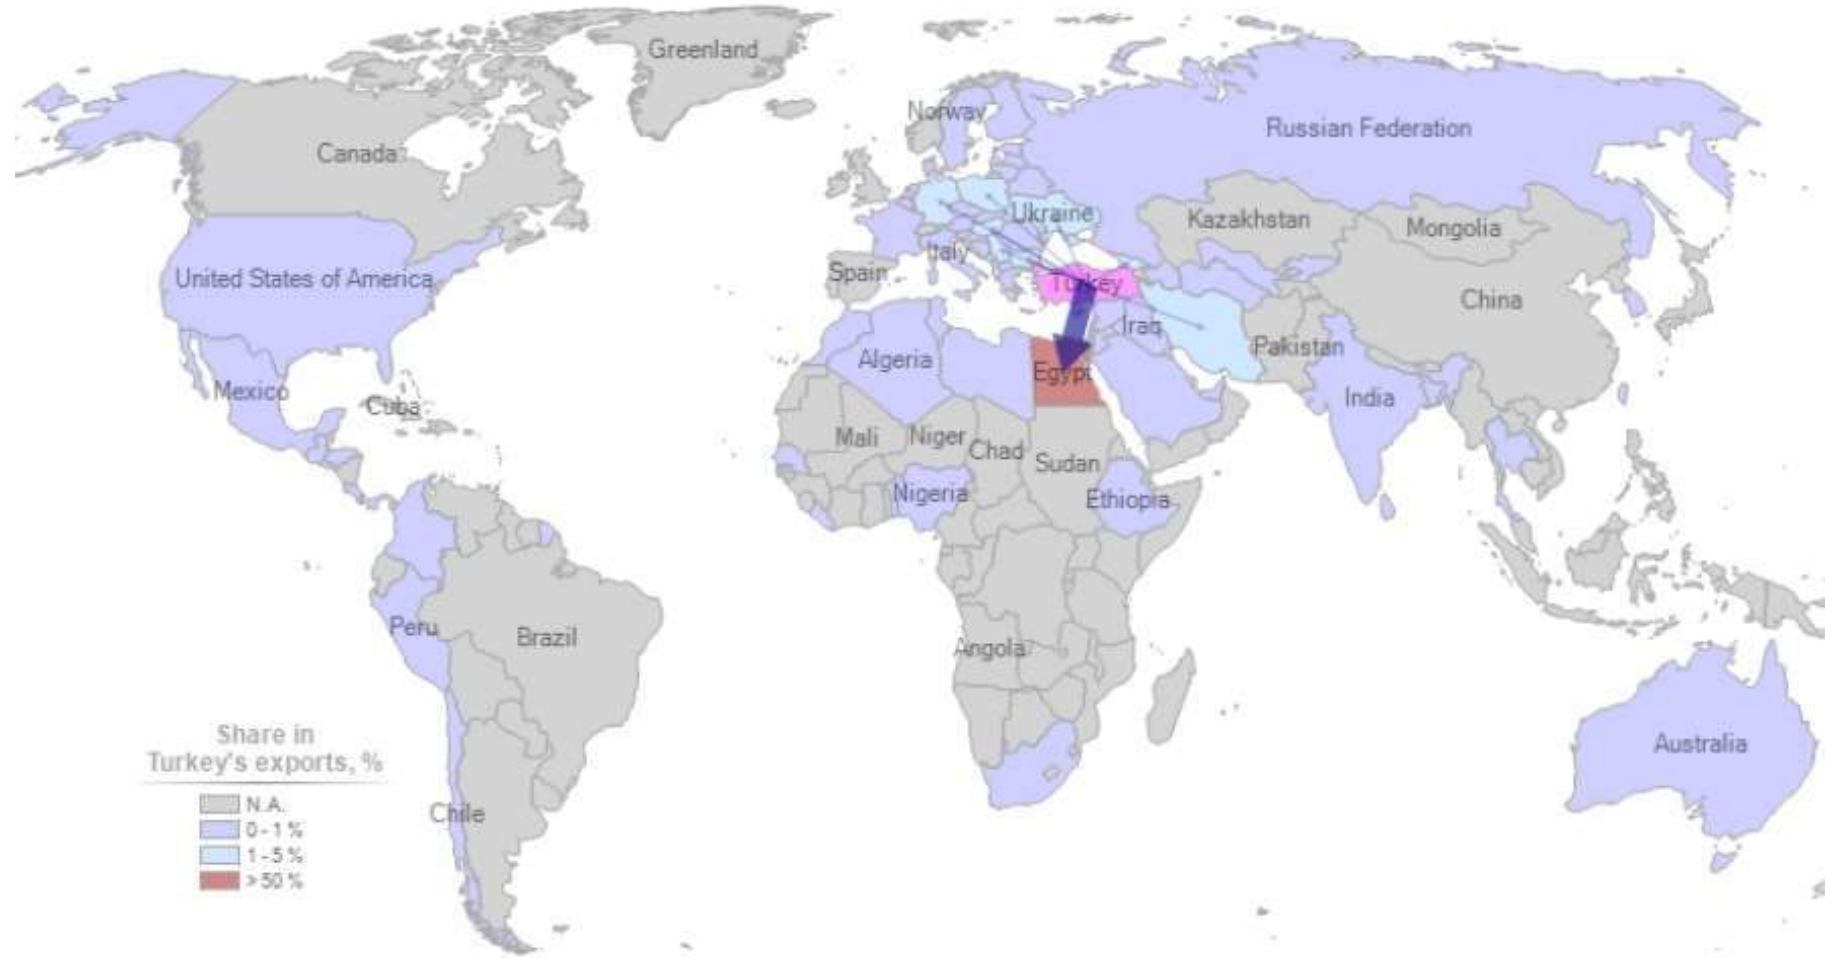 Greenland
Norway
Russian Federation
Canada
Ukraine
Kazakhstan
Mongolia
Italy
Spain
United States of America
Turkey
China
Iraq
Pakistan
Algeria
Egypt
Mexico
India
Cuba
Mali
Niger
Chad
Sudan
Nigeria
Ethiopia
Peru
Brazil
Angola
Australia
Chile
Share in
Turkey's exports, %
N.A.
0 - 1 %
1 - 5 %
> 50 %